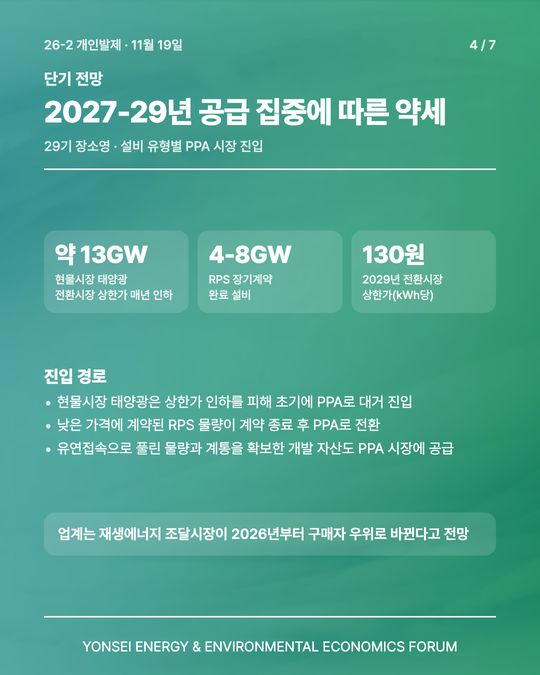 26-2 개인발제 · 11월 19일
4 / 7
단기 전망
2027-29년 공급 집중에 따른 약세
29기 장소영 · 설비 유형별 PPA 시장 진입
약 13GW
현물시장 태양광
전환시장 상한가 매년 인하
4-8GW
RPS 장기계약
완료 설비
130원
2029년 전환시장
상한가(kWh당)
진입 경로
• 현물시장 태양광은 상한가 인하를 피해 초기에 PPA로 대거 진입
• 낮은 가격에 계약된 RPS 물량이 계약 종료 후 PPA로 전환
• 유연접속으로 풀린 물량과 계통을 확보한 개발 자산도 PPA 시장에 공급
업계는 재생에너지 조달시장이 2026년부터 구매자 우위로 바뀐다고 전망
YONSEI ENERGY & ENVIRONMENTAL ECONOMICS FORUM